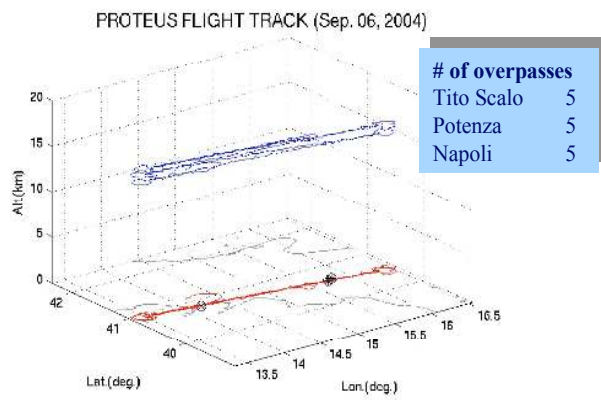 PROTEUS FLIGHT TRACK (Sep. 06, 2004)
# of overpasses
Tito Scalo 5
Potenza 5
Napoli 5
20
15
10
5
0
Alt.(km)
42
41
40
Lat.(deg.)
13.5
14
14.5
15
15.5
16
16.5
Lon.(deg.)